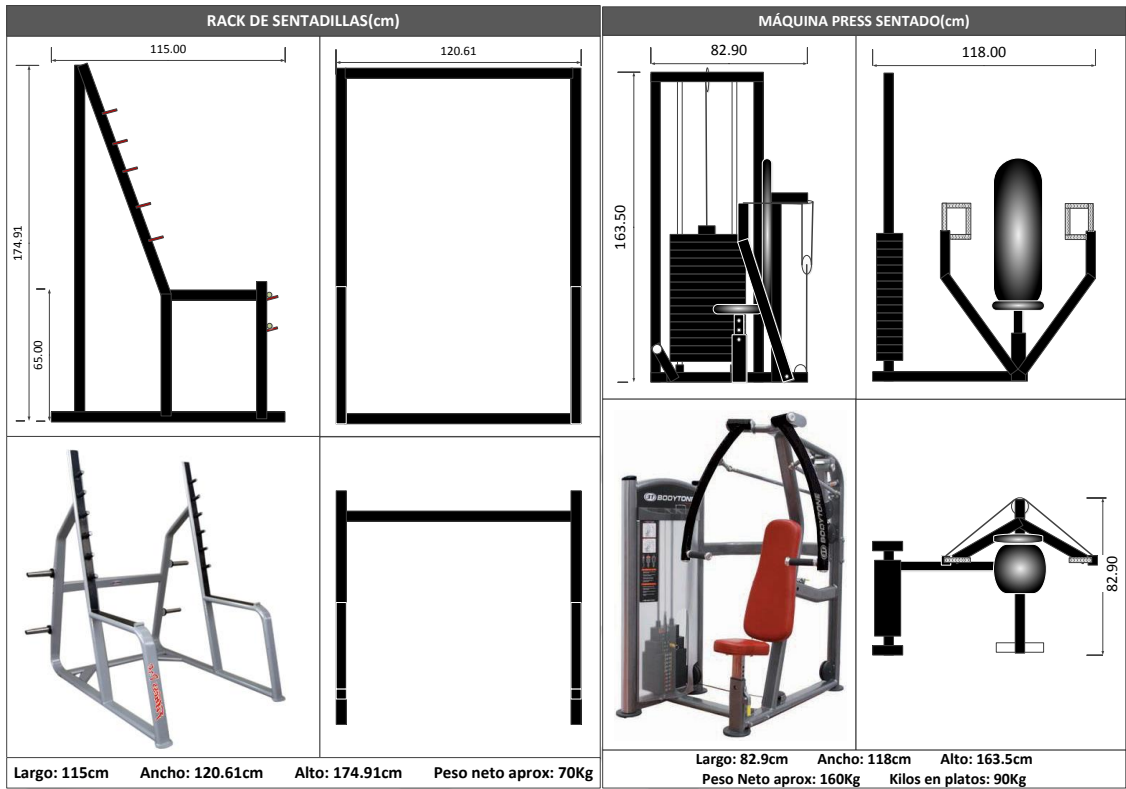 RACK DE SENTADILLAS(cm)
115.00
120.61
174.91
65.00
Largo: 115cm Ancho: 120.61cm Alto: 174.91cm Peso neto aprox: 70Kg
MÁQUINA PRESS SENTADO(cm)
82.90
118.00
163.50
BODYTONE
BODYTONE
82.90
Largo: 82.9cm Ancho: 118cm Alto: 163.5cm
Peso Neto aprox: 160Kg Kilos en platos: 90Kg